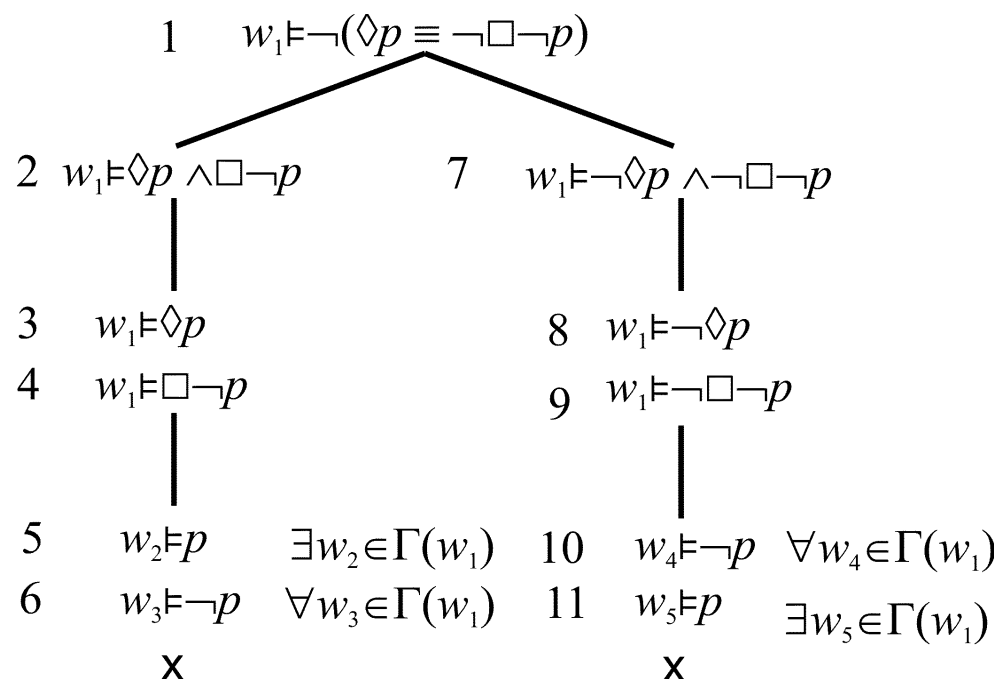 1 w₁⊧¬(◊p ≡ ¬□¬p)
2 w₁⊧◊p ∧□¬p 7 w₁⊧¬◊p ∧¬□¬p
3 w₁⊧◊p 8 w₁⊧¬◊p
4 w₁⊧□¬p 9 w₁⊧¬□¬p
5 w₂⊧p ∃w₂∈Γ(w₁) 10 w₄⊧¬p ∀w₄∈Γ(w₁)
6 w₃⊧¬p ∀w₃∈Γ(w₁) 11 w₅⊧p ∃w₅∈Γ(w₁)
x x